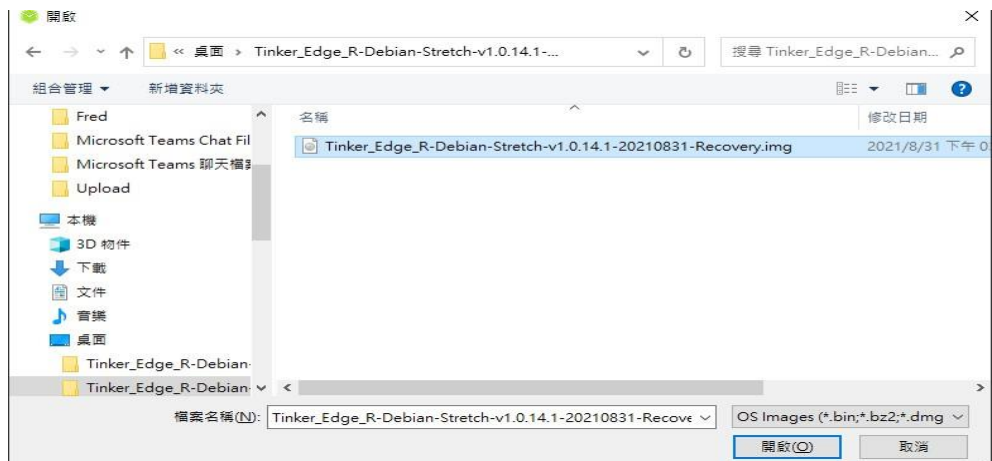 開啟
« 桌面 › Tinker_Edge_R-Debian-Stretch-v1.0.14.1-...
搜尋 Tinker_Edge_R-Debian...
組合管理 新增資料夾
Fred
Microsoft Teams Chat Fil
Microsoft Teams 聊天檔
Upload
本機
3D 物件
下載
文件
音樂
桌面
Tinker_Edge_R-Debian-
Tinker_Edge_R-Debian-
名稱 修改日期
Tinker_Edge_R-Debian-Stretch-v1.0.14.1-20210831-Recovery.img 2021/8/31 下午 0
檔案名稱(N): Tinker_Edge_R-Debian-Stretch-v1.0.14.1-20210831-Recove OS Images (*.bin;*.bz2;*.dmg
開啟(O) 取消